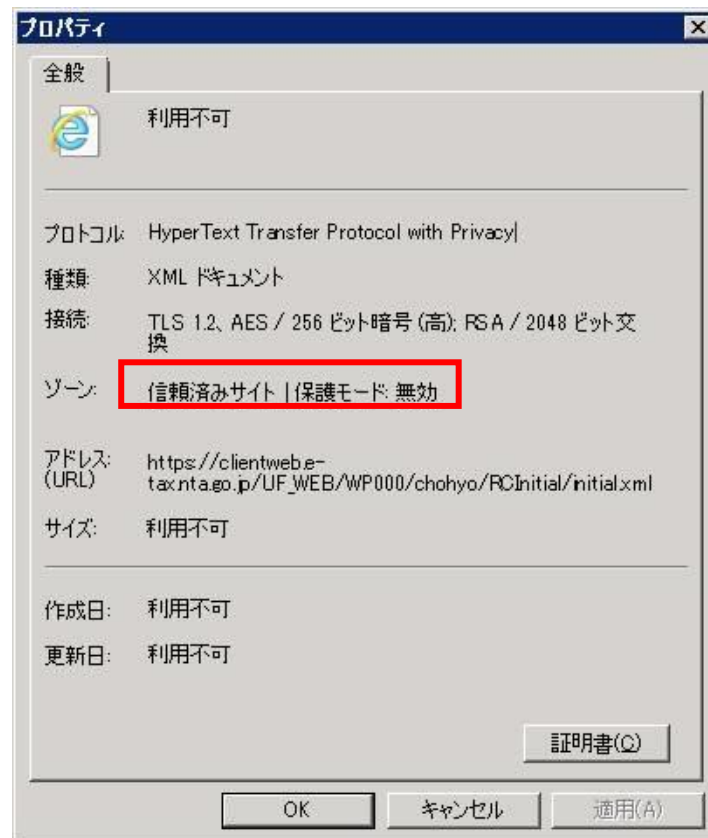 プロパティ
全般
利用不可
プロトコル: HyperText Transfer Protocol with Privacy
種類: XML ドキュメント
接続: TLS 1.2、AES / 256 ビット暗号 (高); RSA / 2048 ビット交
換
ゾーン: 信頼済みサイト | 保護モード: 無効
アドレス: https://clientweb.e-
(URL) tax.nta.go.jp/UF_WEB/WP000/chohyo/RCInitial/initial.xml
サイズ: 利用不可
作成日: 利用不可
更新日: 利用不可
証明書(C)
OK キャンセル 適用(A)